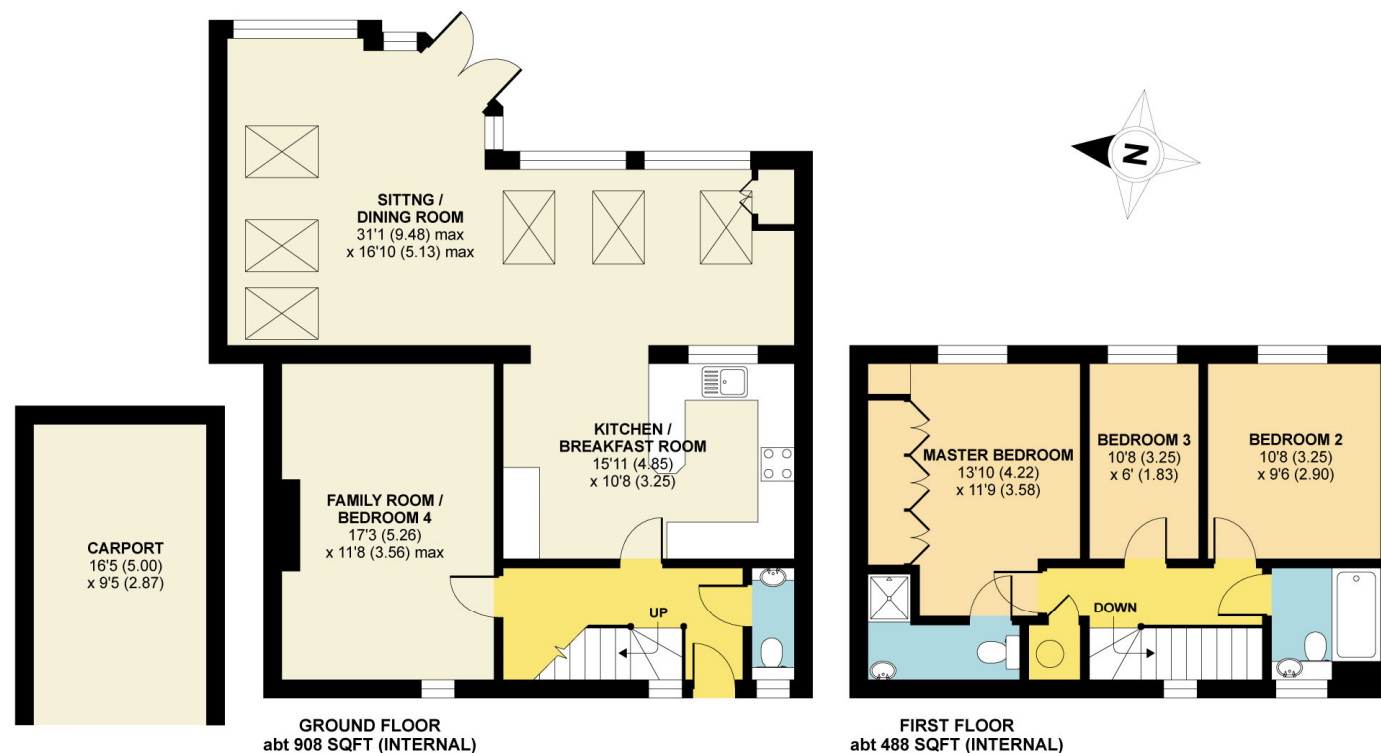 N
SITTNG /
DINING ROOM
31'1 (9.48) max
x 16'10 (5.13) max
KITCHEN /
BREAKFAST ROOM
15'11 (4.85)
x 10'8 (3.25)
FAMILY ROOM /
BEDROOM 4
17'3 (5.26)
x 11'8 (3.56) max
CARPORT
16'5 (5.00)
x 9'5 (2.87)
UP
GROUND FLOOR
abt 908 SQFT (INTERNAL)
MASTER BEDROOM
13'10 (4.22)
x 11'9 (3.58)
BEDROOM 3
10'8 (3.25)
x 6' (1.83)
BEDROOM 2
10'8 (3.25)
x 9'6 (2.90)
DOWN
FIRST FLOOR
abt 488 SQFT (INTERNAL)